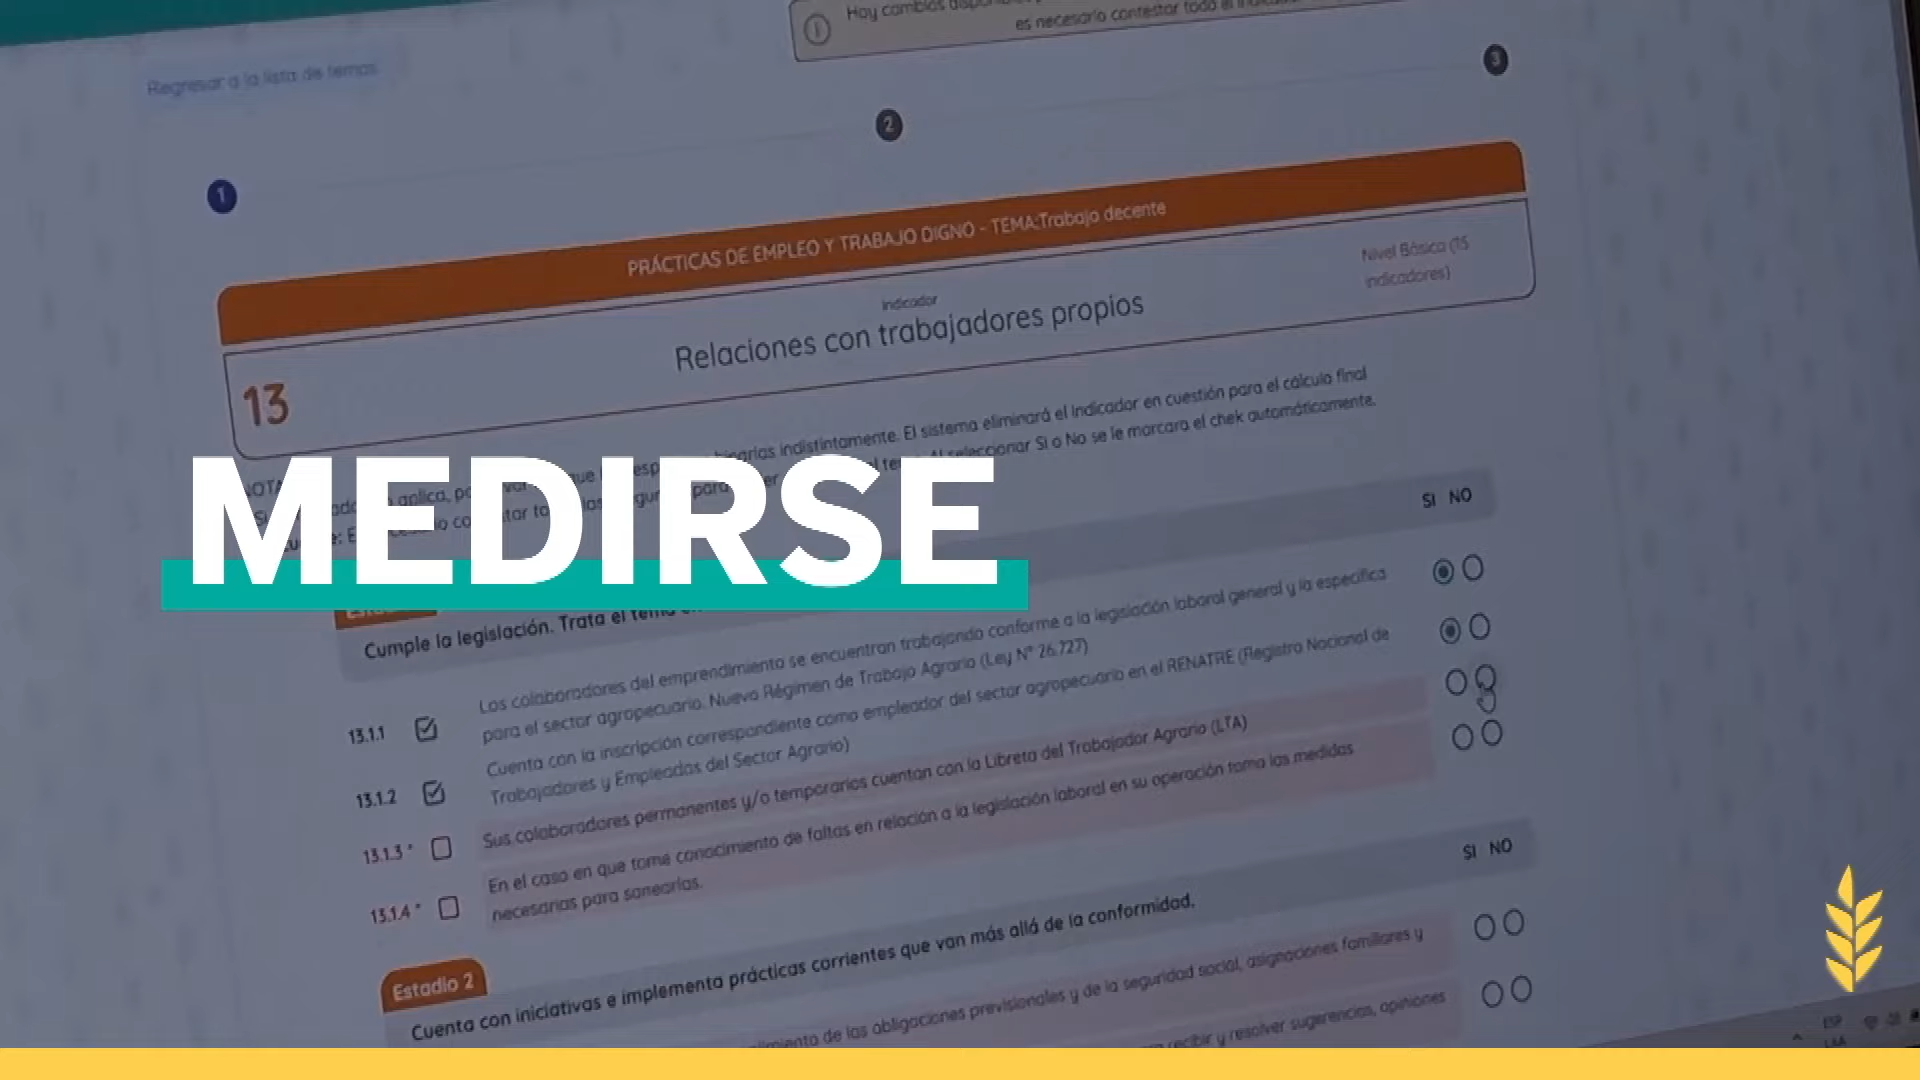 Hay cambios
es necesario contestar todo el
Regresar a la lista de temas
1
2
3
PRÁCTICAS DE EMPLEO Y TRABAJO DIGNO - TEMA:Trabajo decente
Indicador
Relaciones con trabajadores propios
Nivel Básico (15
indicadores)
13
indistintamente. El sistema eliminará el Indicador en cuestión para el cálculo final
seleccionar Si o No se le marcara el chek automáticamente.
MEDIRSE
SI NO
Cumple la legislación. Trata el tema
13.1.1
Los colaboradores del emprendimiento se encuentran trabajando conforme a la legislación laboral general y la específica
para el sector agropecuario. Nuevo Régimen de Trabajo Agrario (Ley N° 26.727)
13.1.2
Cuenta con la inscripción correspondiente como empleador del sector agropecuario en el RENATRE (Registro Nacional de
Trabajadores y Empleados del Sector Agrario)
13.1.3 *
Sus colaboradores permanentes y/o temporarios cuentan con la Libreta del Trabajador Agrario (LTA)
13.1.4 *
En el caso en que tome conocimiento de faltas en relación a la legislación laboral en su operación toma las medidas
necesarias para sanearlas.
SI NO
Estadio 2
Cuenta con iniciativas e implementa prácticas corrientes que van más allá de la conformidad.
de las obligaciones previsionales y de la seguridad social, asignaciones familiares y
recibir y resolver sugerencias, opiniones
ESP
LAA